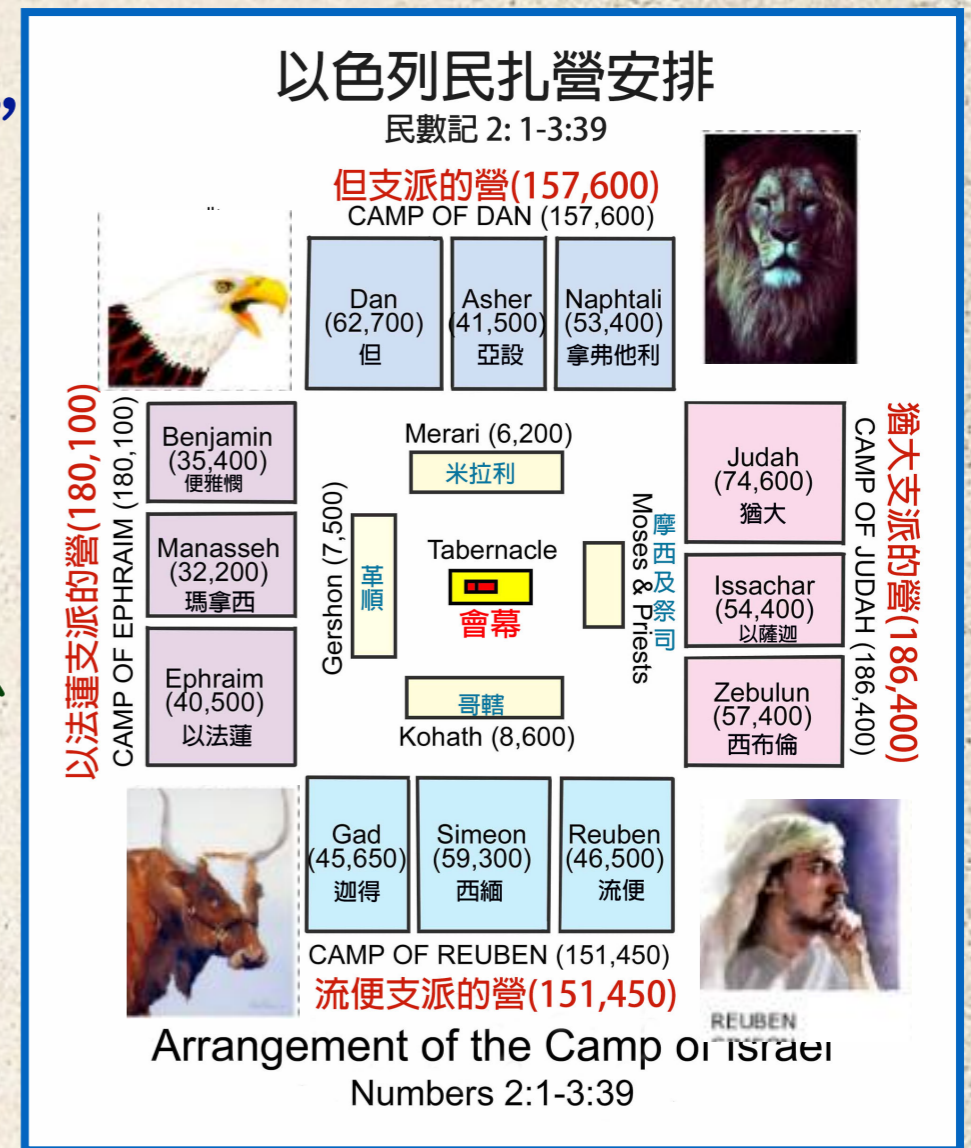 ”
以色列民扎營安排
民數記 2: 1-3:39
但支派的營(157,600)
CAMP OF DAN (157,600)
Dan
(62,700)
但
Asher
(41,500)
亞設
Naphtali
(53,400)
拿弗他利
以法蓮支派的營(180,100)
CAMP OF EPHRAIM (180,100)
Benjamin
(35,400)
便雅憫
Manasseh
(32,200)
瑪拿西
Ephraim
(40,500)
以法蓮
Merari (6,200)
米拉利
Gershon (7,500)
革順
Tabernacle
會幕
摩西及祭司
Moses & Priests
哥轄
Kohath (8,600)
Judah
(74,600)
猶大
Issachar
(54,400)
以薩迦
Zebulun
(57,400)
西布倫
CAMP OF JUDAH (186,400)
猶大支派的營(186,400)
Gad
(45,650)
迦得
Simeon
(59,300)
西緬
Reuben
(46,500)
流便
CAMP OF REUBEN (151,450)
流便支派的營(151,450)
REUBEN
Arrangement of the Camp of Israel
Numbers 2:1-3:39